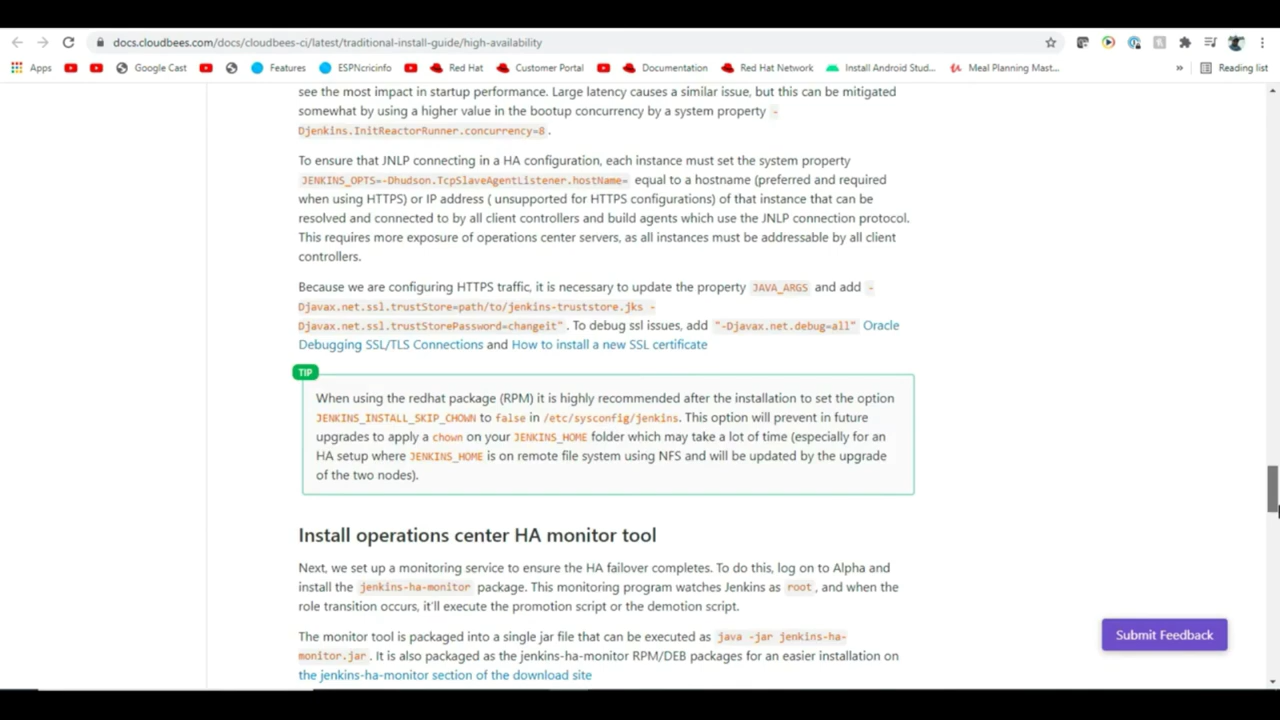 docs.cloudbees.com/docs/cloudbees-ci/latest/traditional-install-guide/high-availability
Apps Google Cast Features ESPNcricinfo Red Hat Customer Portal Documentation Red Hat Network Install Android Stud... Meal Planning Mast... » Reading list
see the most impact in startup performance. Large latency causes a similar issue, but this can be mitigated
somewhat by using a higher value in the bootup concurrency by a system property -
Djenkins.InitReactorRunner.concurrency=8.
To ensure that JNLP connecting in a HA configuration, each instance must set the system property
JENKINS_OPTS=-Dhudson.TcpSlaveAgentListener.hostName= equal to a hostname (preferred and required
when using HTTPS) or IP address ( unsupported for HTTPS configurations) of that instance that can be
resolved and connected to by all client controllers and build agents which use the JNLP connection protocol.
This requires more exposure of operations center servers, as all instances must be addressable by all client
controllers.
Because we are configuring HTTPS traffic, it is necessary to update the property JAVA_ARGS and add -
Djavax.net.ssl.trustStore=path/to/jenkins-truststore.jks -
Djavax.net.ssl.trustStorePassword=changeit". To debug ssl issues, add "-Djavax.net.debug=all" Oracle
Debugging SSL/TLS Connections and How to install a new SSL certificate
TIP
When using the redhat package (RPM) it is highly recommended after the installation to set the option
JENKINS_INSTALL_SKIP_CHOWN to false in /etc/sysconfig/jenkins. This option will prevent in future
upgrades to apply a chown on your JENKINS_HOME folder which may take a lot of time (especially for an
HA setup where JENKINS_HOME is on remote file system using NFS and will be updated by the upgrade
of the two nodes).
Install operations center HA monitor tool
Next, we set up a monitoring service to ensure the HA failover completes. To do this, log on to Alpha and
install the jenkins-ha-monitor package. This monitoring program watches Jenkins as root, and when the
role transition occurs, it'll execute the promotion script or the demotion script.
Submit Feedback
The monitor tool is packaged into a single jar file that can be executed as java -jar jenkins-ha-
monitor.jar. It is also packaged as the jenkins-ha-monitor RPM/DEB packages for an easier installation on
the jenkins-ha-monitor section of the download site